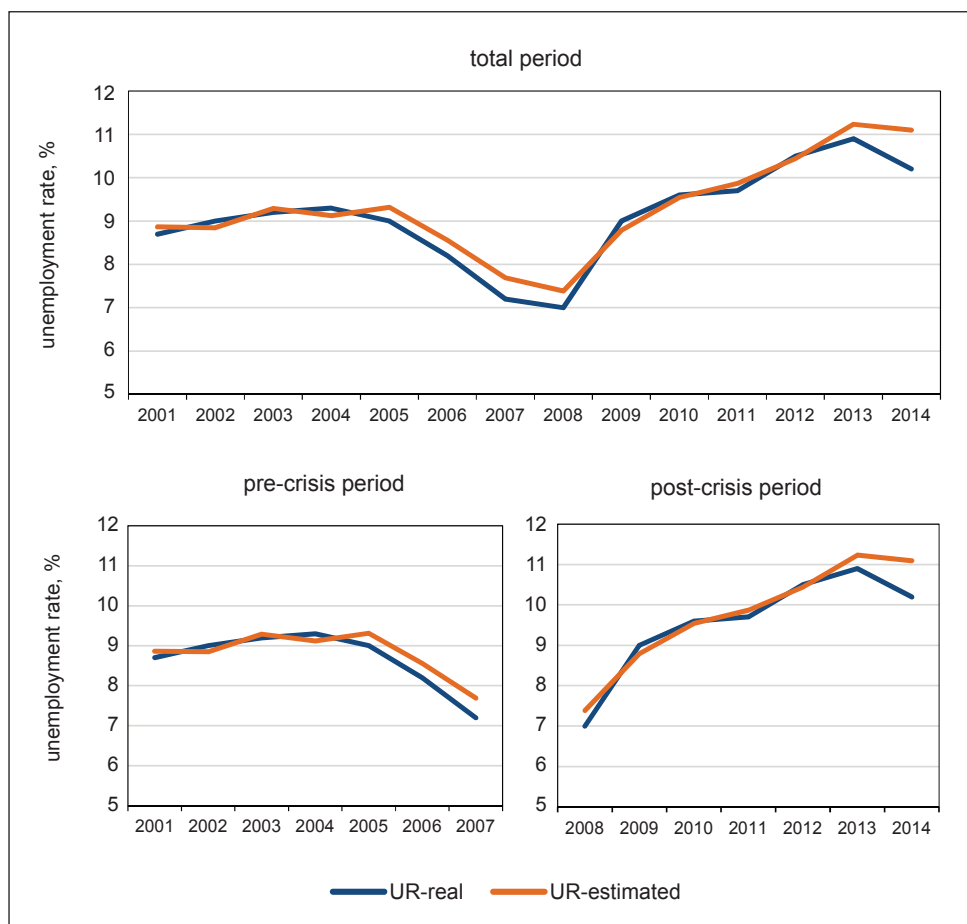 total period
unemployment rate, %
12
11
10
9
8
7
6
5
2001 2002 2003 2004 2005 2006 2007 2008 2009 2010 2011 2012 2013 2014
pre-crisis period
unemployment rate, %
12
11
10
9
8
7
6
5
2001 2002 2003 2004 2005 2006 2007
post-crisis period
12
11
10
9
8
7
6
5
2008 2009 2010 2011 2012 2013 2014
UR-real UR-estimated